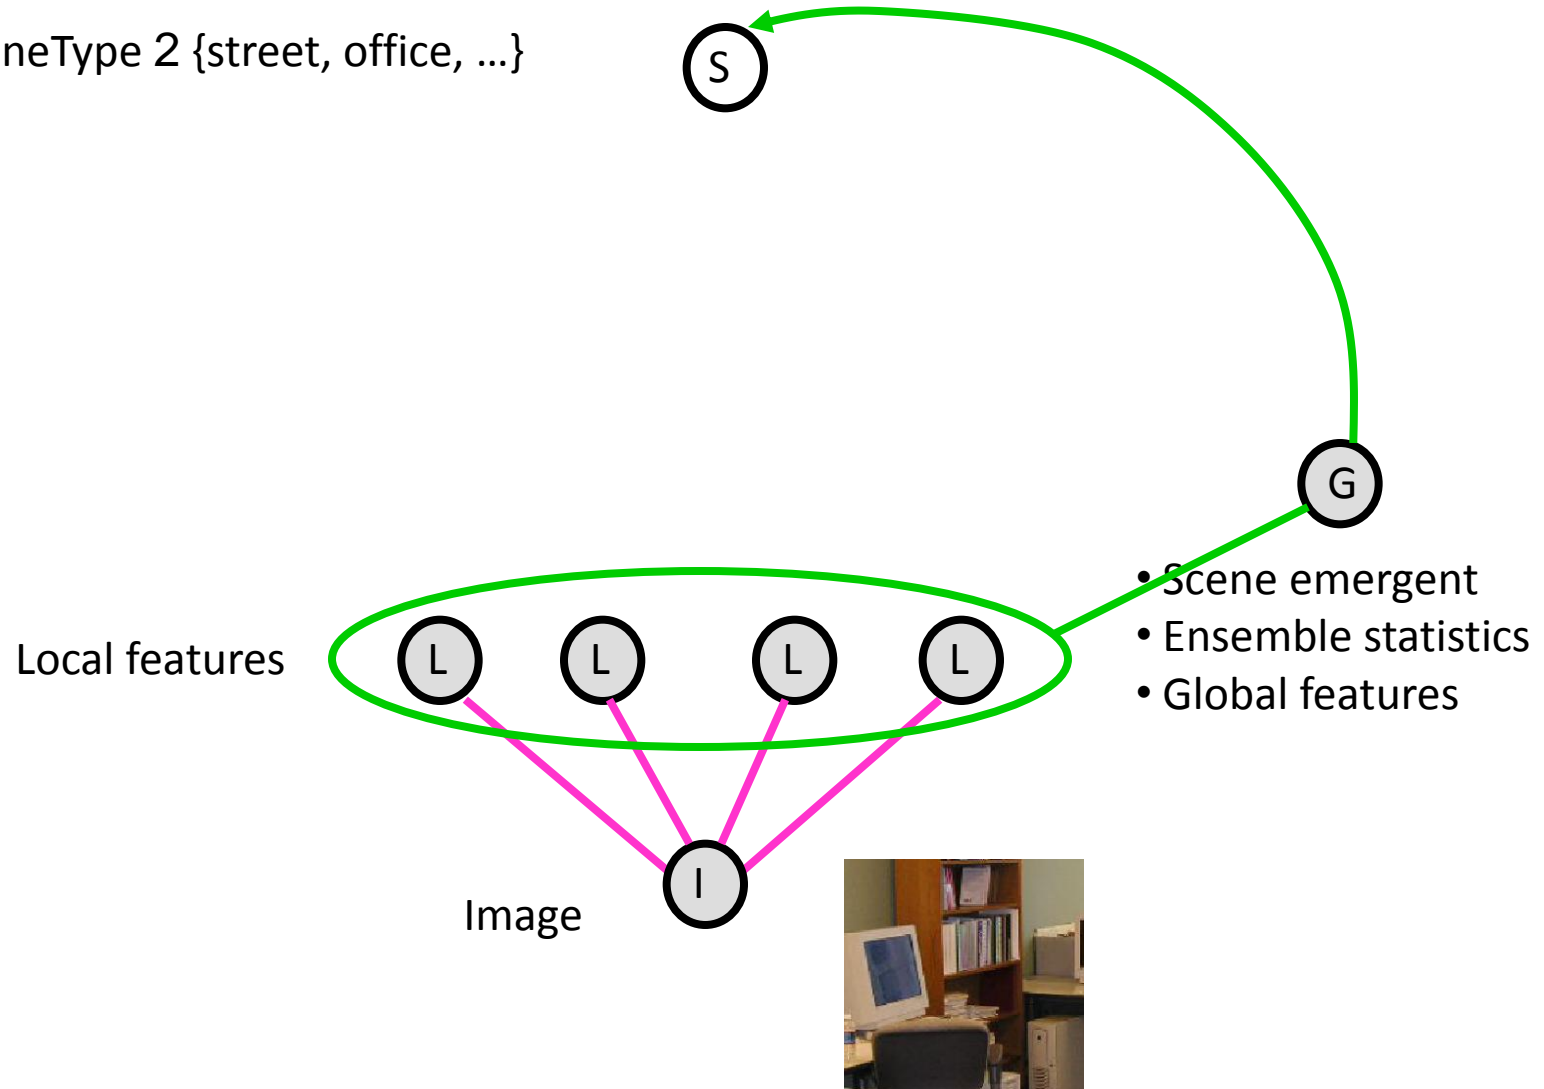 neType 2 {street, office, ...}
S
G
• Scene emergent
• Ensemble statistics
• Global features
Local features
L L L L
I
Image